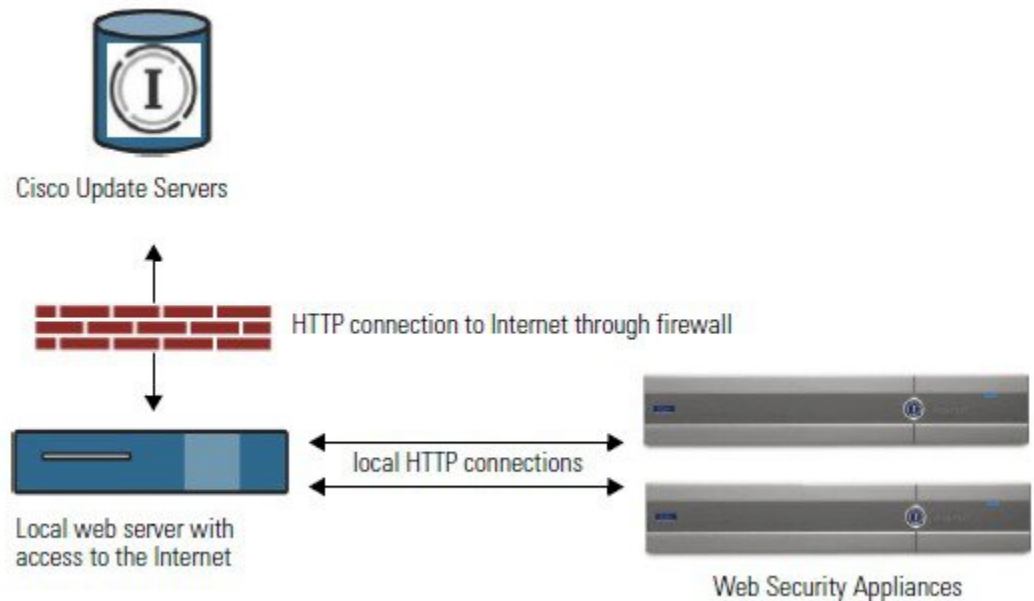 I
Cisco Update Servers
HTTP connection to Internet through firewall
local HTTP connections
Local web server with
access to the Internet
I
I
Web Security Appliances